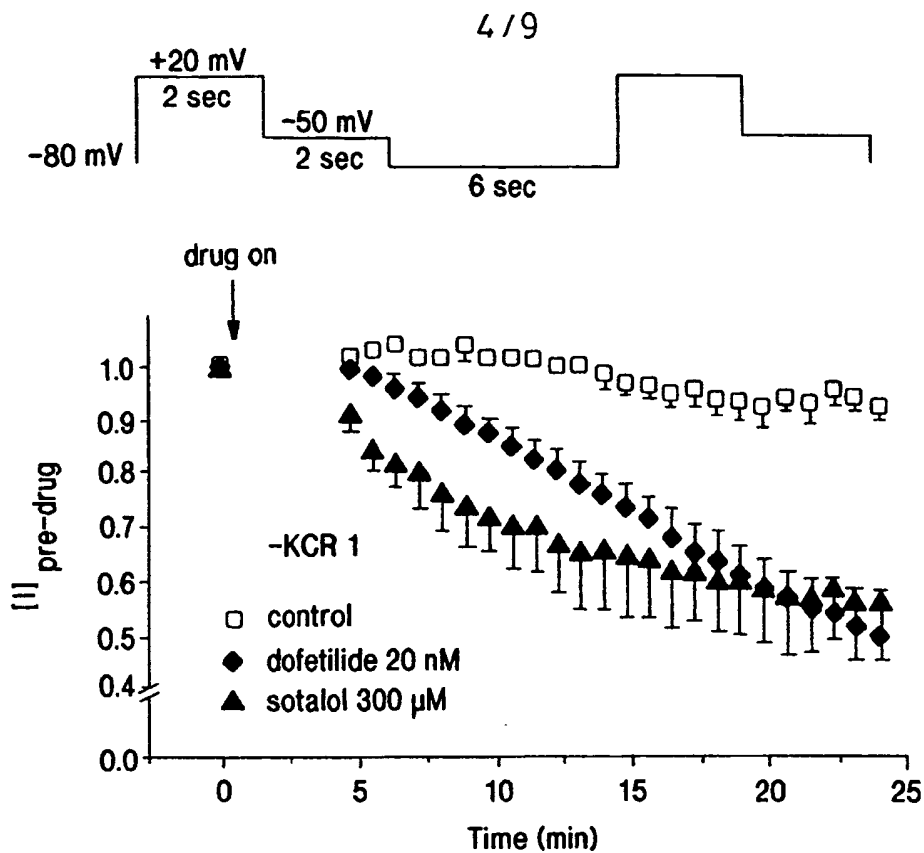 4/9
+20 mV
2 sec
-50 mV
-80 mV
2 sec
6 sec
drug on
1.0
0.9
0.8
0.7
0.6
0.5
0.4
0.0
[I] pre-drug
-KCR 1
control
dofetilide 20 nM
sotalol 300 µM
0
5
10
15
20
25
Time (min)